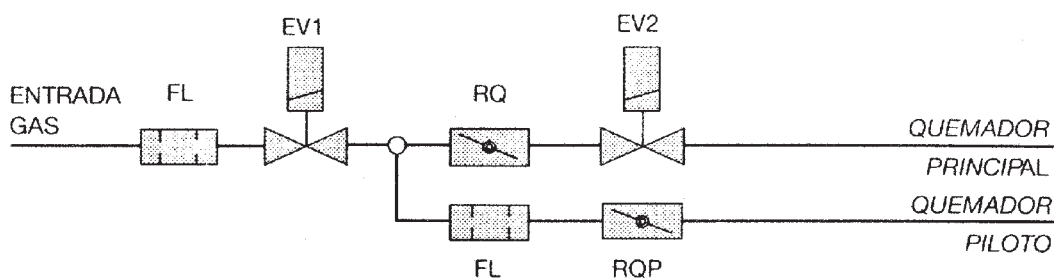 EV1
EV2
ENTRADA
GAS
FL
RQ
QUEMADOR
PRINCIPAL
QUEMADOR
PILOTO
FL
RQP